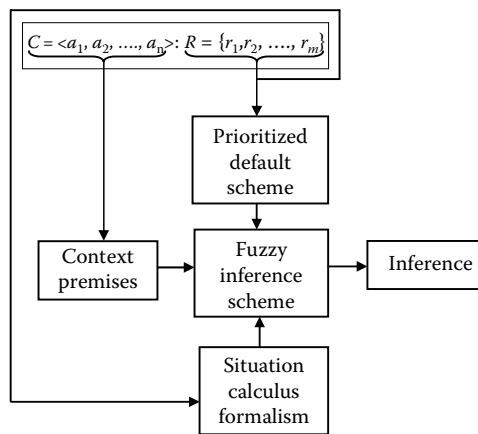 C = <a₁, a₂, ...., aₙ>: R = {r₁,r₂, ...., rₘ}
Prioritized
default
scheme
Context
premises
Fuzzy
inference
scheme
Inference
Situation
calculus
formalism